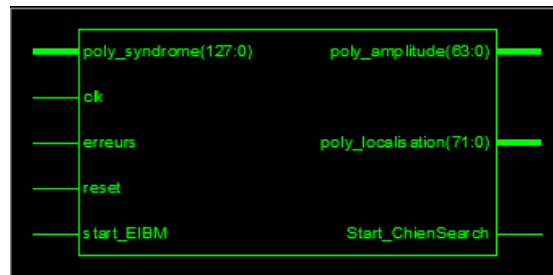 poly_syndrome(127:0) poly_amplitude(63:0)
clk
erreurs poly_localisation(71:0)
reset
start_EIBM Start_ChienSearch